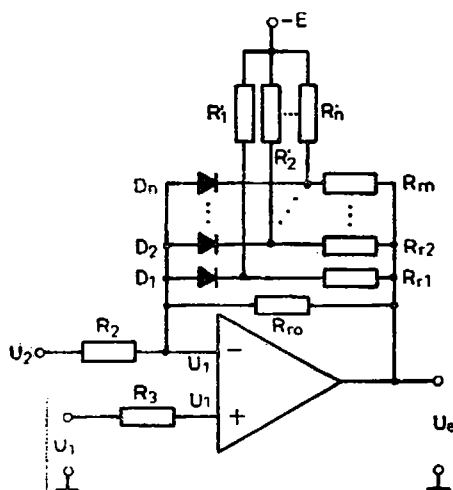 -E
R'1 R'2 R'n
Dn Rrn
D2 Rr2
D1 Rr1
Rro
R2
U2 U1 −
R3 U1 +
U1 Ue